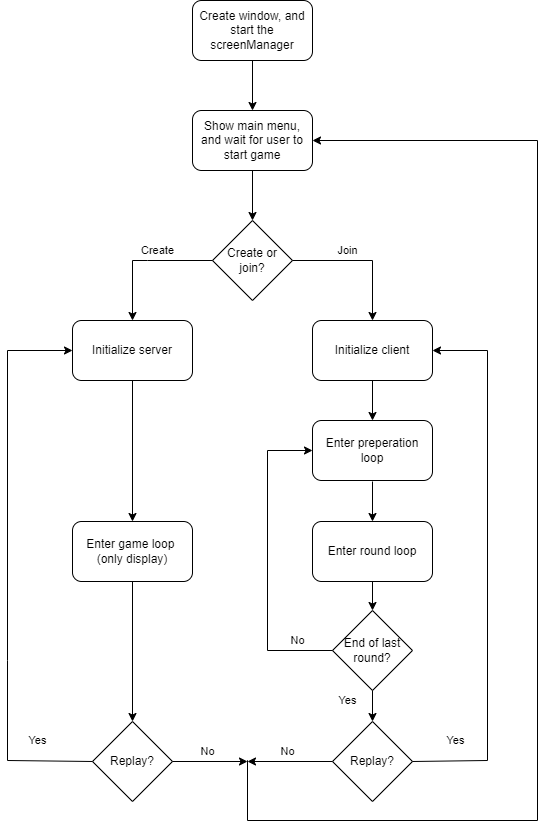 Create window, and
start the
screenManager
Show main menu,
and wait for user to
start game
Create or
join?
Create
Join
Initialize server
Initialize client
Enter preperation
loop
Enter game loop
(only display)
Enter round loop
End of last
round?
No
Yes
Replay?
Yes
No
Replay?
No
Yes